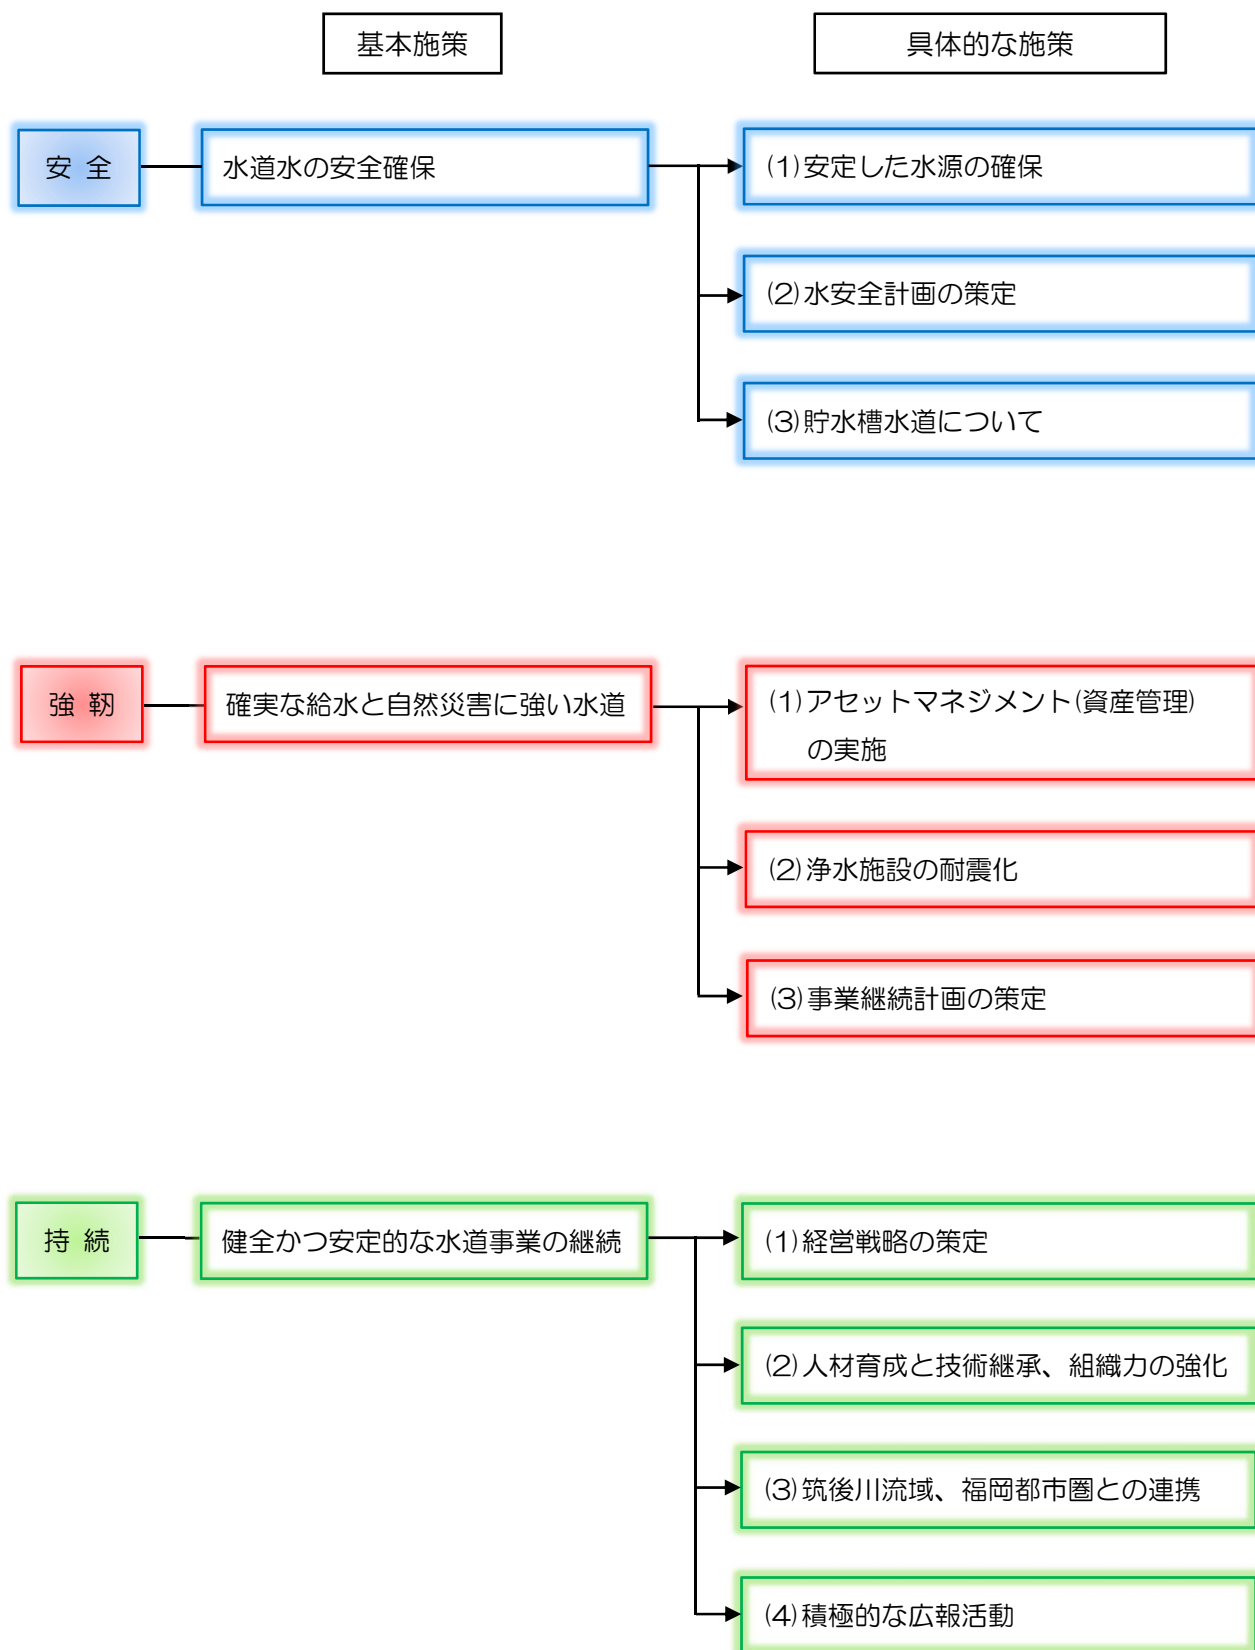 基本施策
具体的な施策
安 全
水道水の安全確保
(1)安定した水源の確保
(2)水安全計画の策定
(3)貯水槽水道について
強 靭
確実な給水と自然災害に強い水道
(1)アセットマネジメント(資産管理)
の実施
(2)浄水施設の耐震化
(3)事業継続計画の策定
持 続
健全かつ安定的な水道事業の継続
(1)経営戦略の策定
(2)人材育成と技術継承、組織力の強化
(3)筑後川流域、福岡都市圏との連携
(4)積極的な広報活動